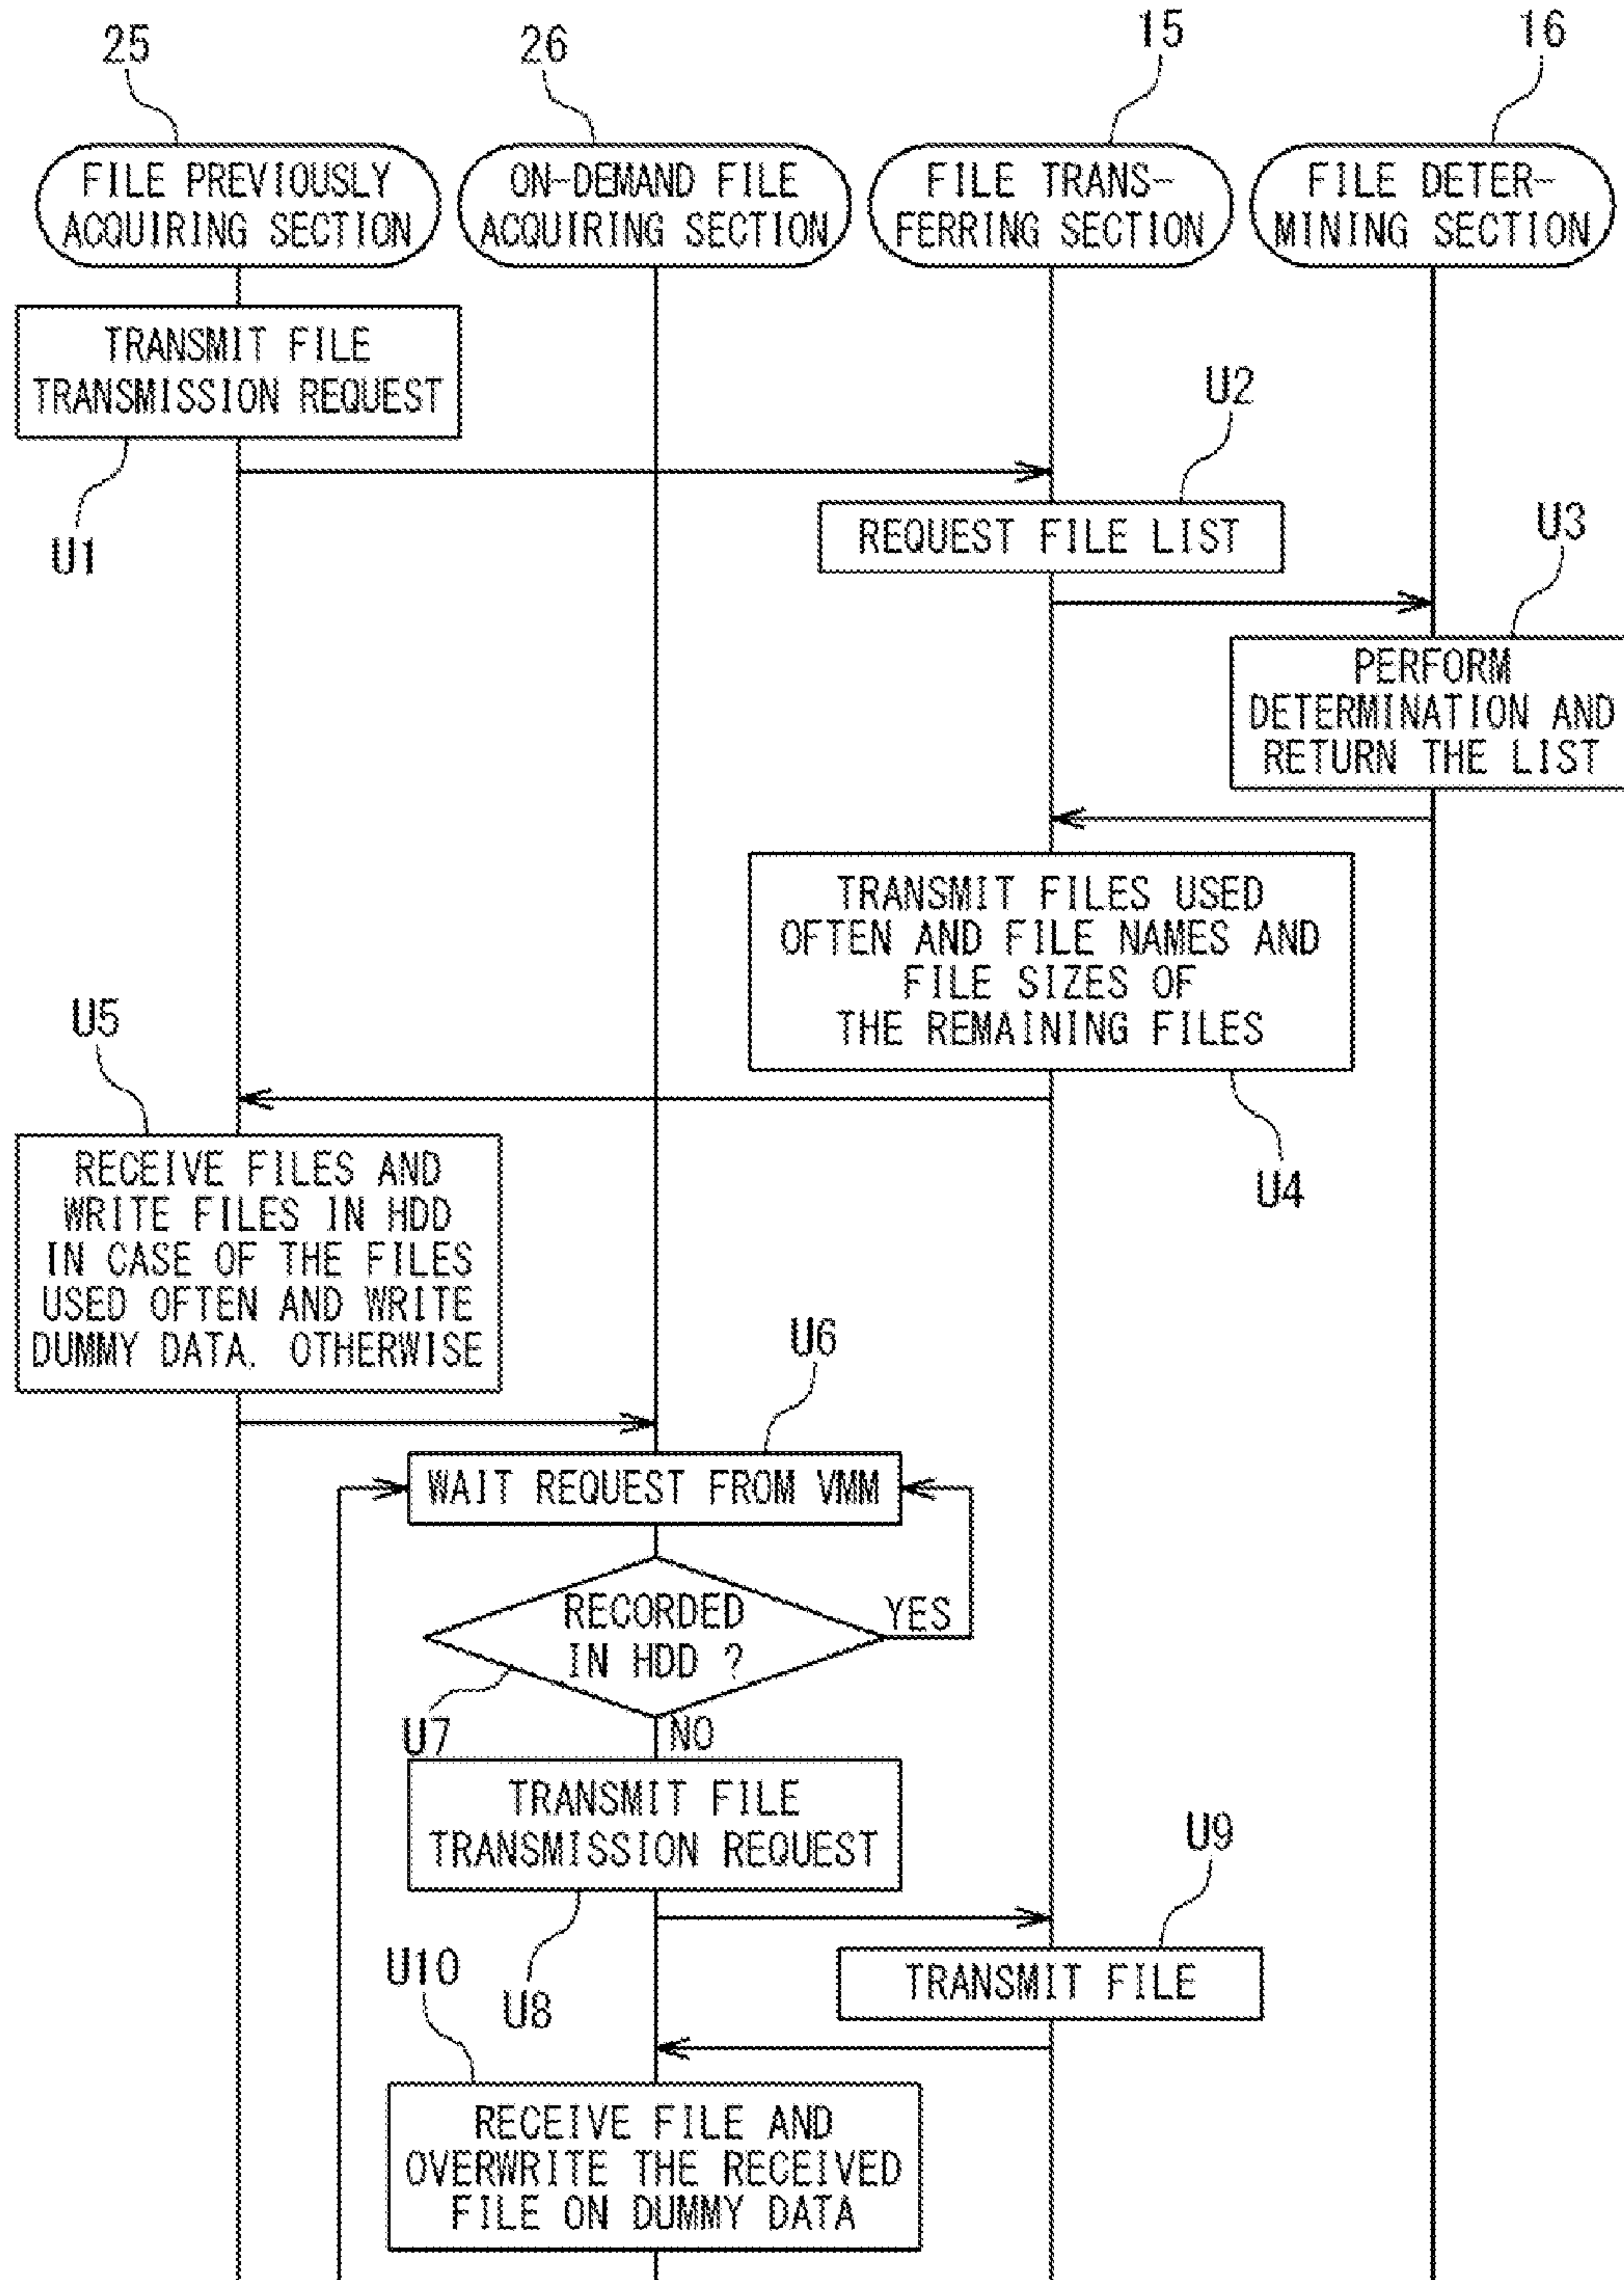 25
26
15
16
FILE PREVIOUSLY
ACQUIRING SECTION
ON-DEMAND FILE
ACQUIRING SECTION
FILE TRANS-
FERRING SECTION
FILE DETER-
MINING SECTION
TRANSMIT FILE
TRANSMISSION REQUEST
U1
U2
REQUEST FILE LIST
U3
PERFORM
DETERMINATION AND
RETURN THE LIST
TRANSMIT FILES USED
OFTEN AND FILE NAMES AND
FILE SIZES OF
THE REMAINING FILES
U4
U5
RECEIVE FILES AND
WRITE FILES IN HDD
IN CASE OF THE FILES
USED OFTEN AND WRITE
DUMMY DATA, OTHERWISE
U6
WAIT REQUEST FROM VMM
RECORDED
IN HDD ?
YES
U7
NO
TRANSMIT FILE
TRANSMISSION REQUEST
U8
U9
TRANSMIT FILE
U10
RECEIVE FILE AND
OVERWRITE THE RECEIVED
FILE ON DUMMY DATA